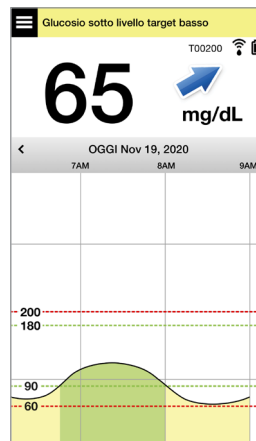 Glucosio sotto livello target basso
T00200
65
mg/dL
OGGI Nov 19, 2020
7AM 8AM 9AM
200
180
90
60